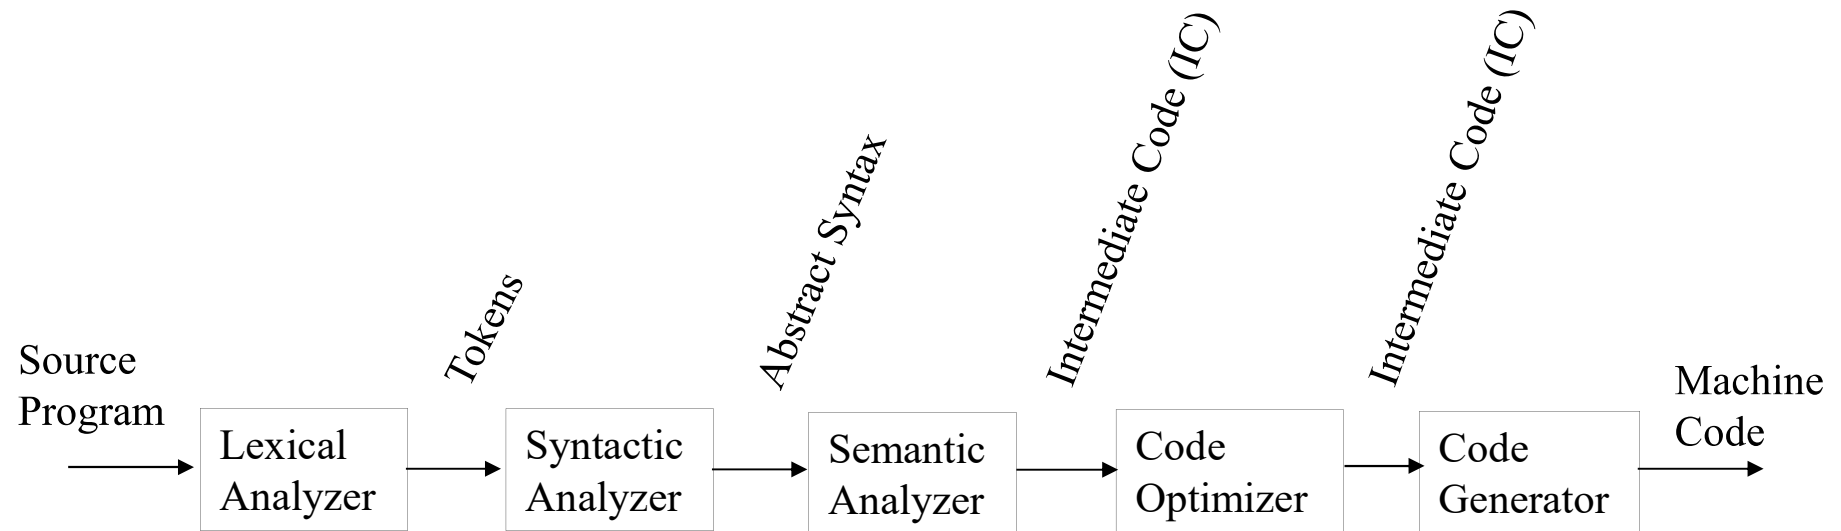 Source
Program
Lexical
Analyzer
Tokens
Syntactic
Analyzer
Abstract Syntax
Semantic
Analyzer
Intermediate Code (IC)
Code
Optimizer
Intermediate Code (IC)
Code
Generator
Machine
Code